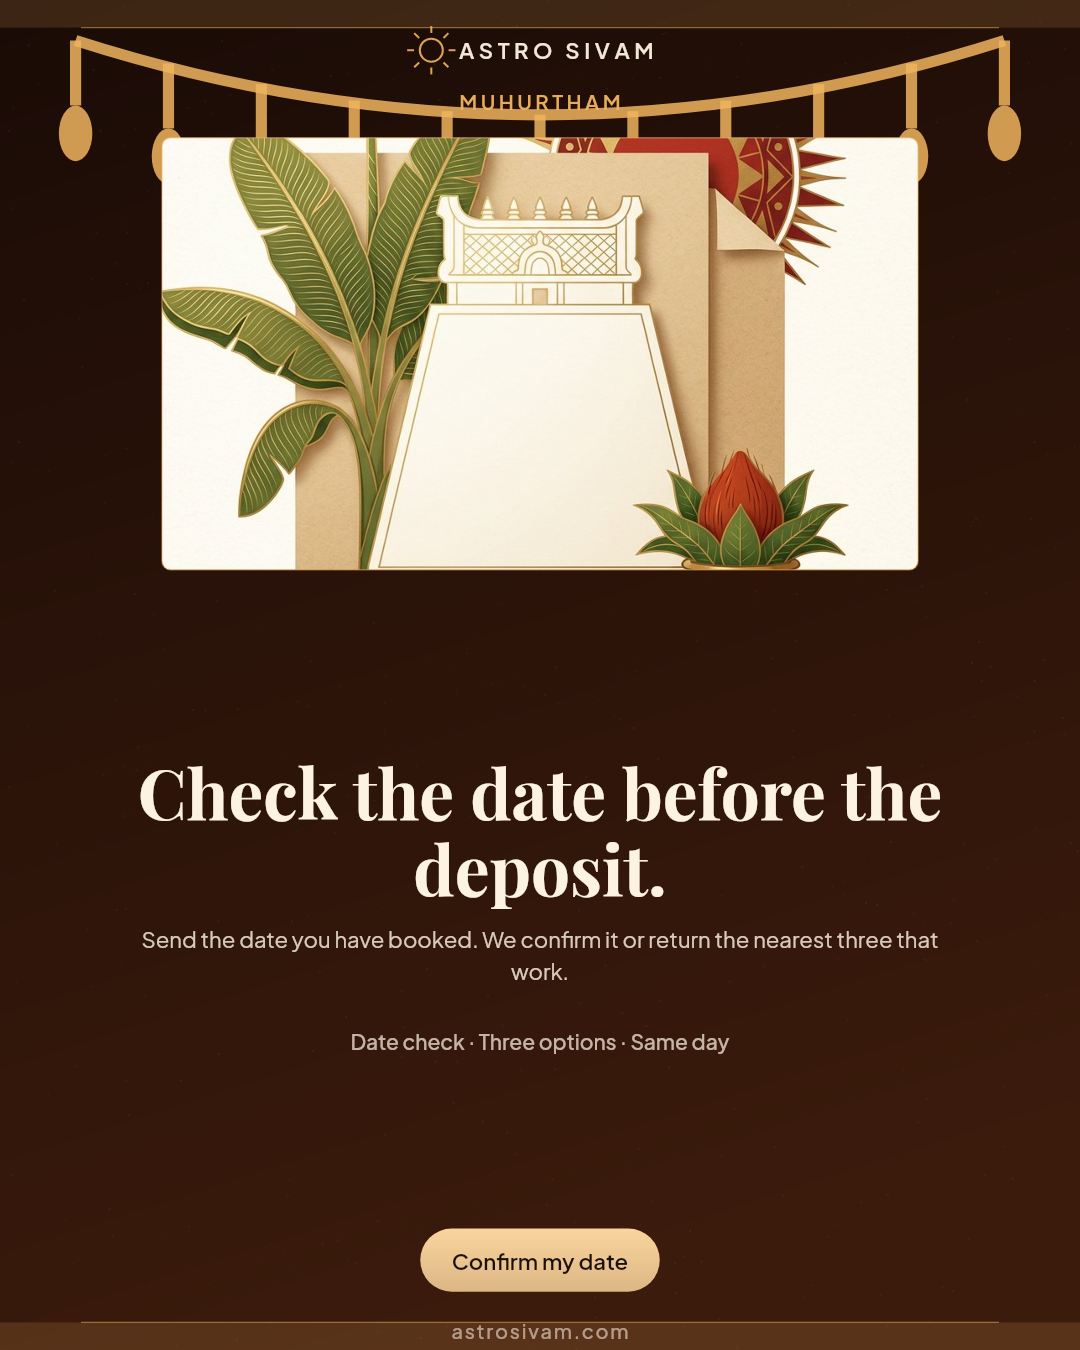 ASTRO SIVAM
MUHURTHAM
Check the date before the
deposit.
Send the date you have booked. We confirm it or return the nearest three that
work.
Date check · Three options · Same day
Confirm my date
astrosivam.com